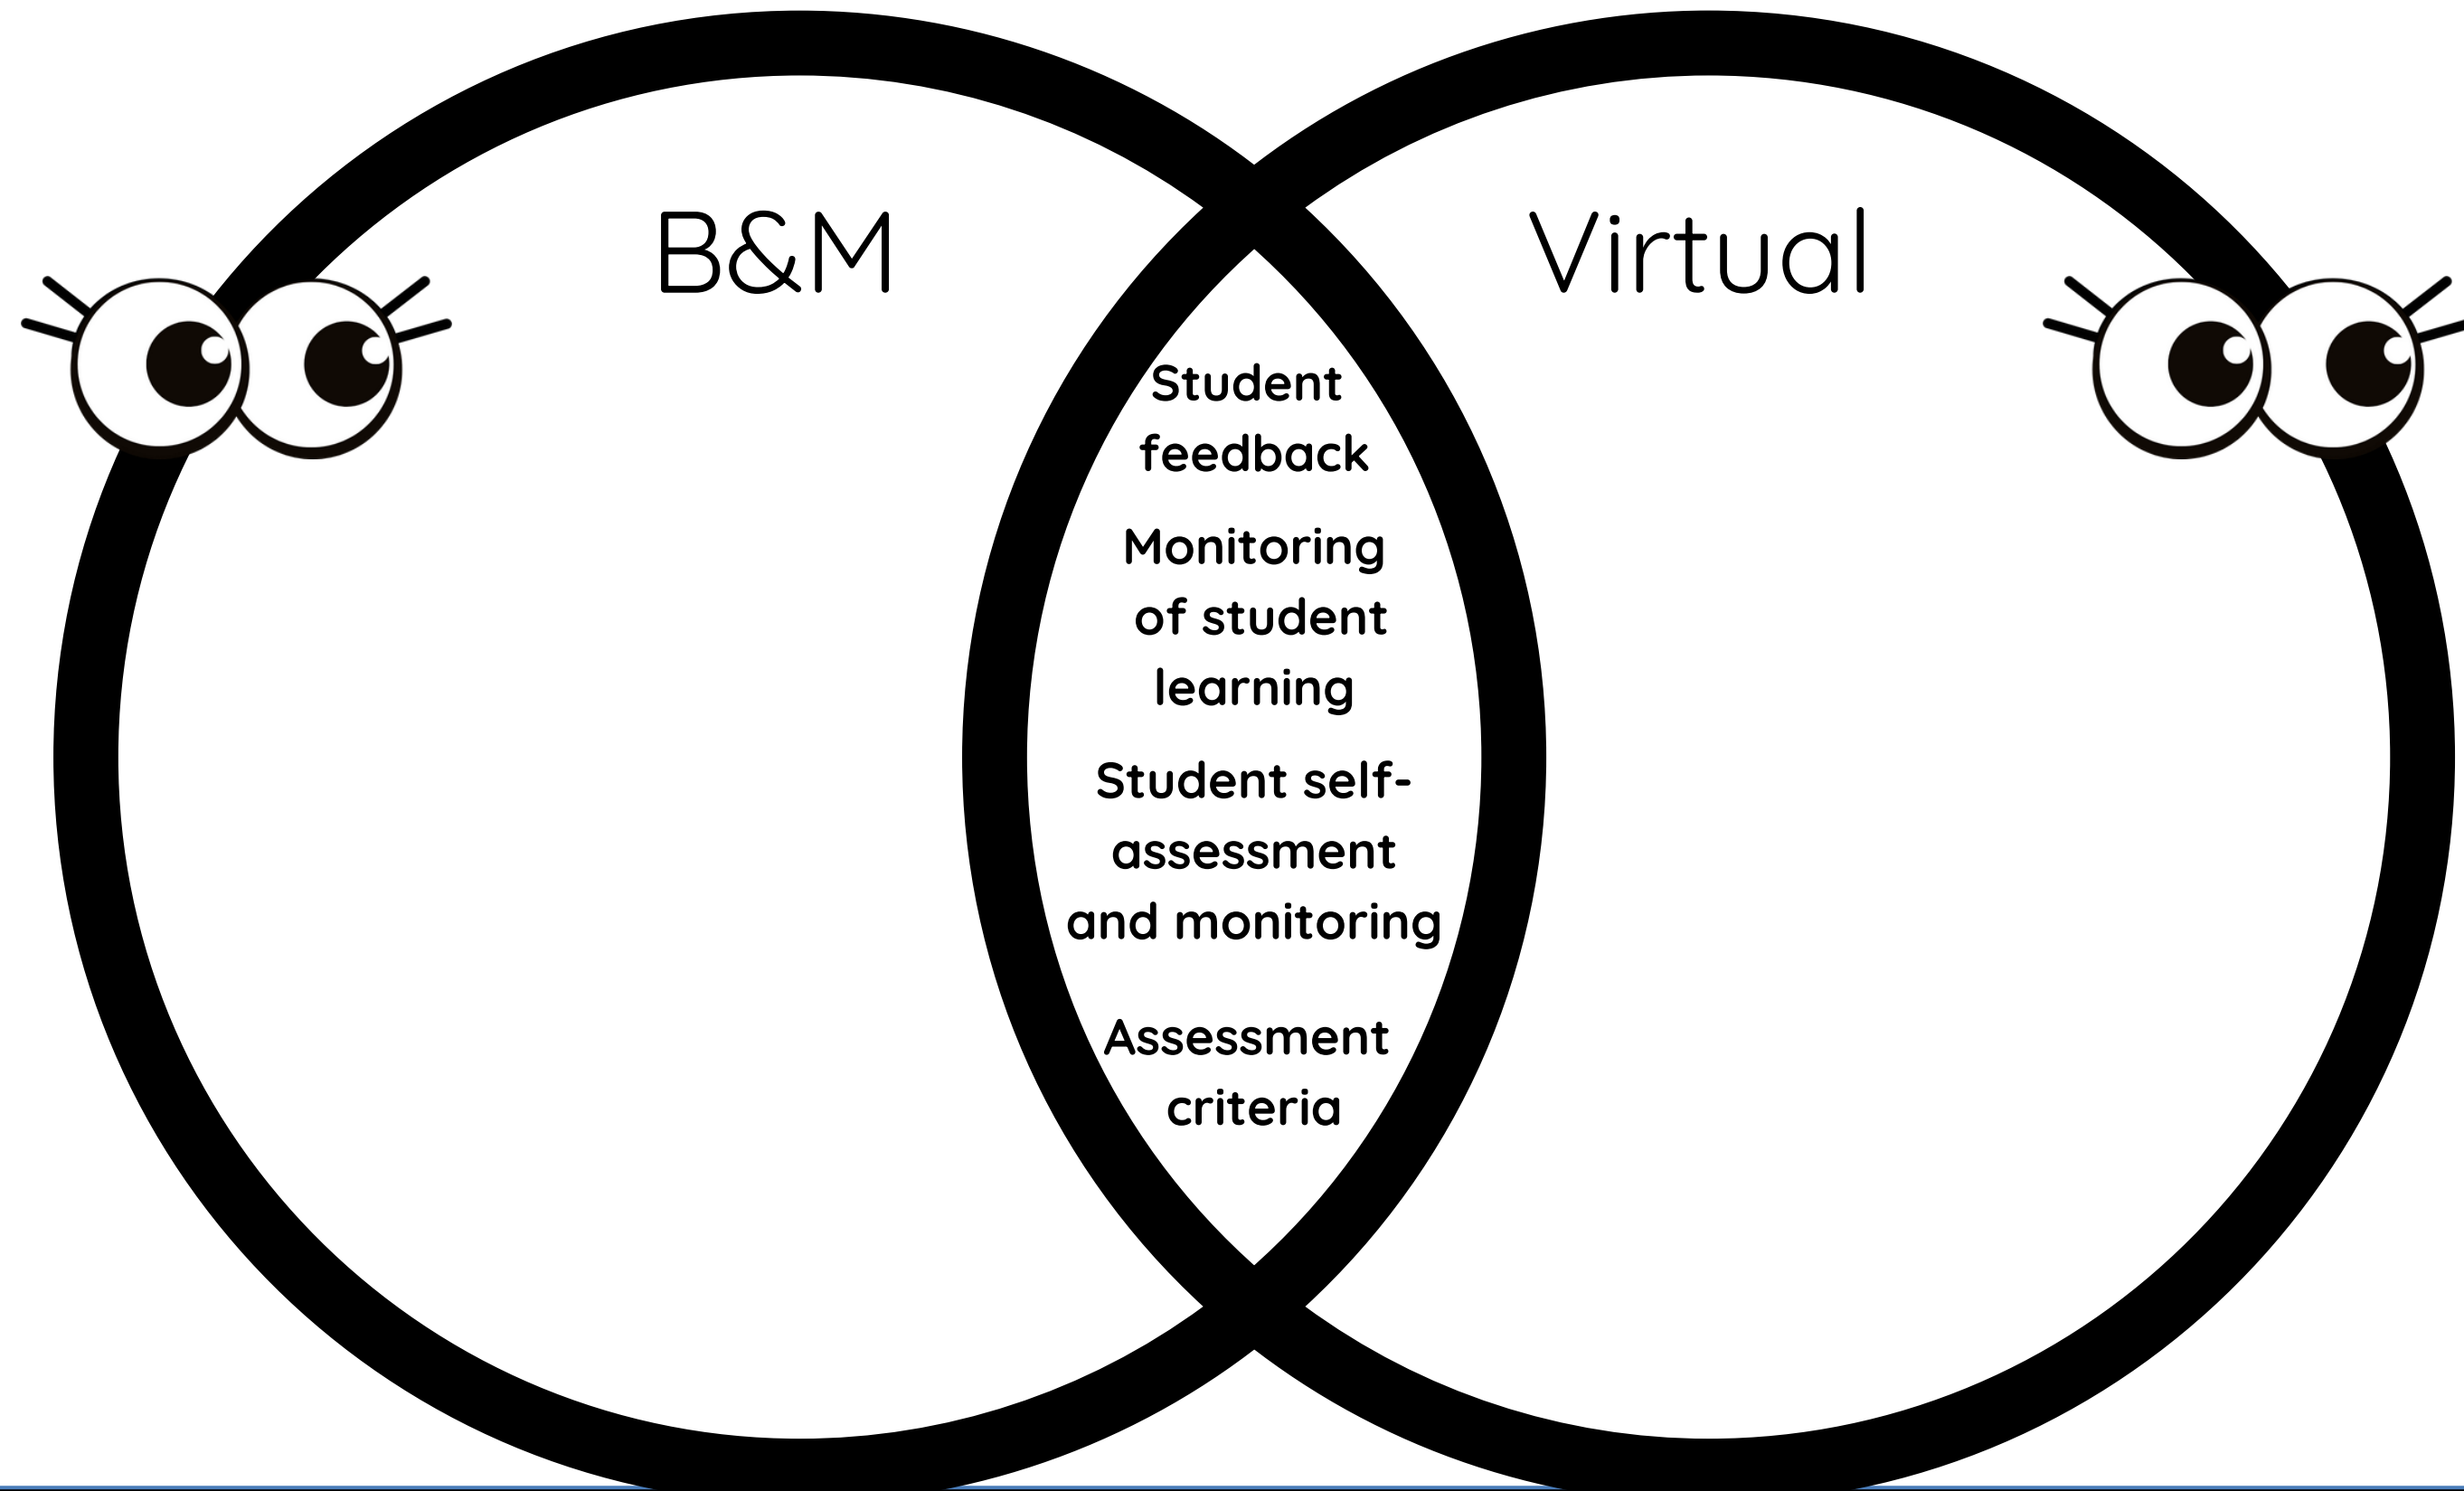 B&M
Virtual
Student
feedback
Monitoring
of student
learning
Student self-
assessment
and monitoring
Assessment
criteria